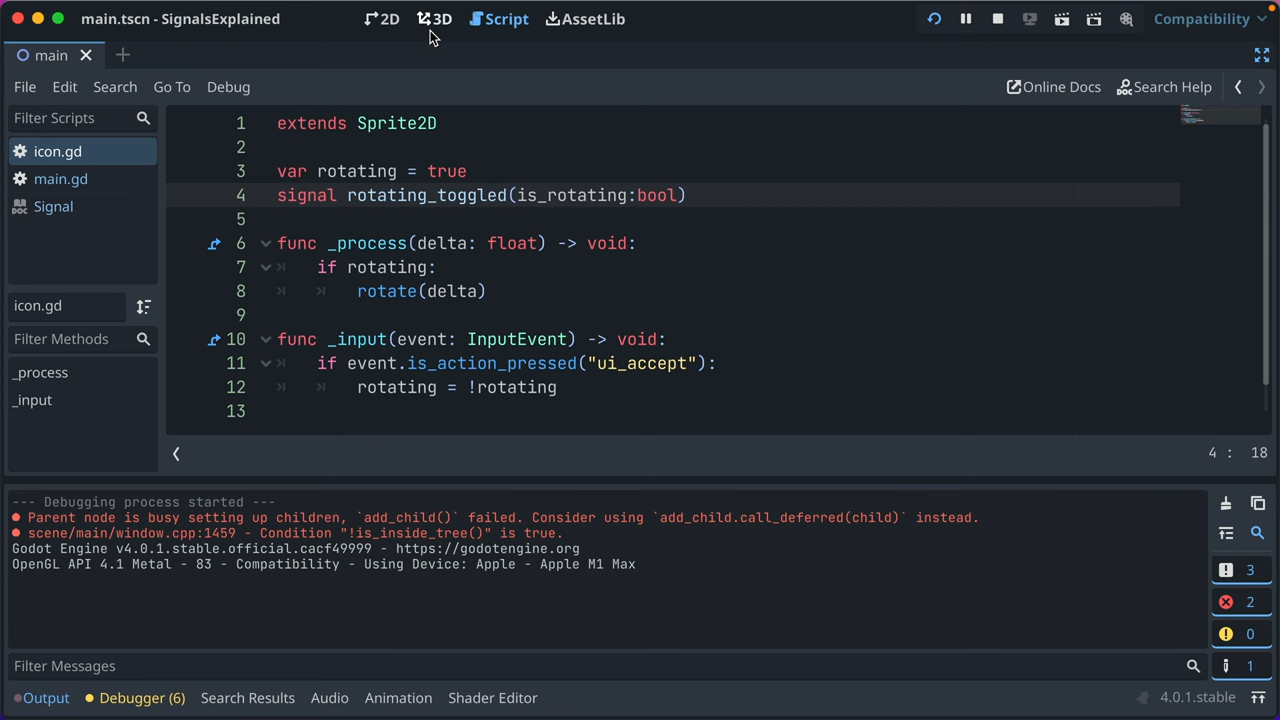 main.tscn - SignalsExplained
2D 3D Script AssetLib
Compatibility
main
File Edit Search Go To Debug
Online Docs Search Help
Filter Scripts
icon.gd
main.gd
Signal
icon.gd
Filter Methods
_process
_input
1 extends Sprite2D
2
3 var rotating = true
4 signal rotating_toggled(is_rotating:bool)
5
6 func _process(delta: float) -> void:
7 if rotating:
8 rotate(delta)
9
10 func _input(event: InputEvent) -> void:
11 if event.is_action_pressed("ui_accept"):
12 rotating = !rotating
13
4 : 18
--- Debugging process started ---
Parent node is busy setting up children, `add_child()` failed. Consider using `add_child.call_deferred(child)` instead.
scene/main/window.cpp:1459 - Condition "!is_inside_tree()" is true.
Godot Engine v4.0.1.stable.official.cacf49999 - https://godotengine.org
OpenGL API 4.1 Metal - 83 - Compatibility - Using Device: Apple - Apple M1 Max
3
2
0
1
Filter Messages
Output Debugger (6) Search Results Audio Animation Shader Editor
4.0.1.stable